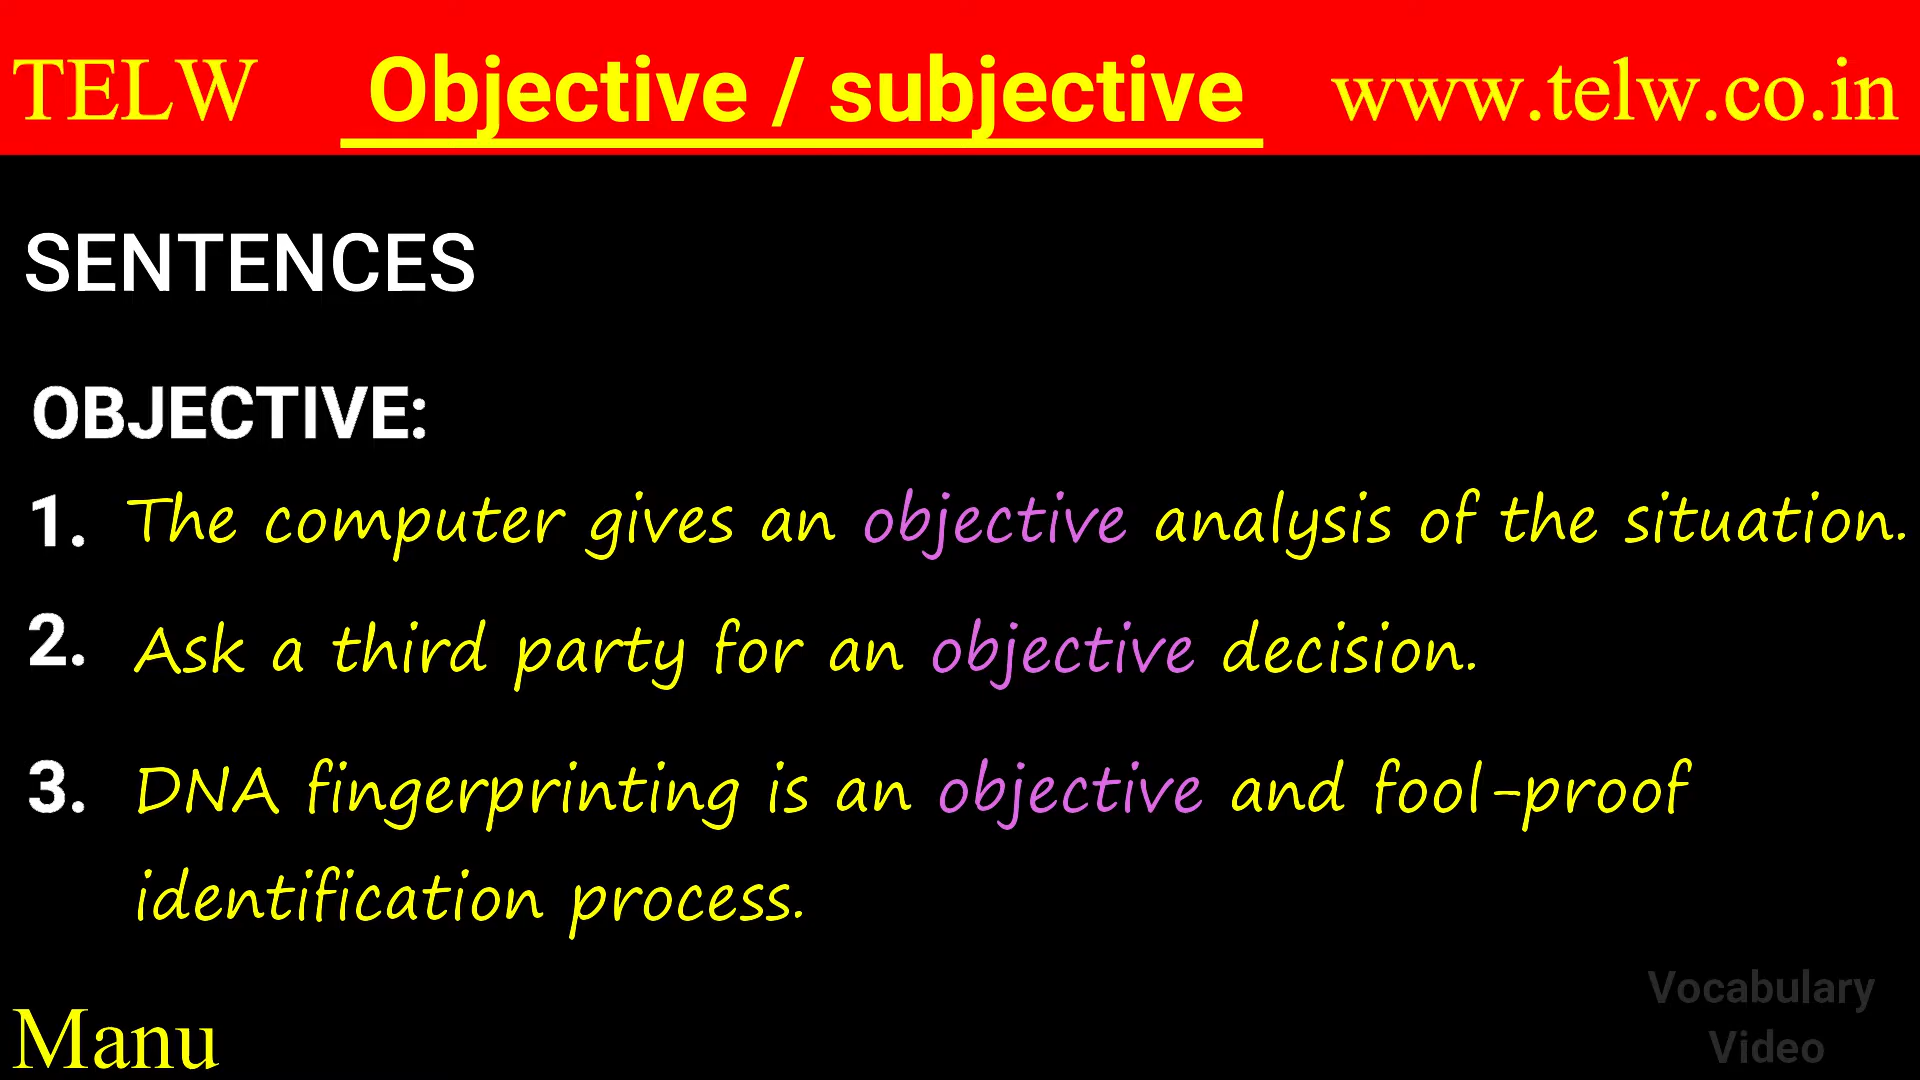 TELW
Objective / subjective
www.telw.co.in
SENTENCES
OBJECTIVE:
1. The computer gives an objective analysis of the situation.
2. Ask a third party for an objective decision.
3. DNA fingerprinting is an objective and fool-proof
identification process.
Manu
Vocabulary
Video